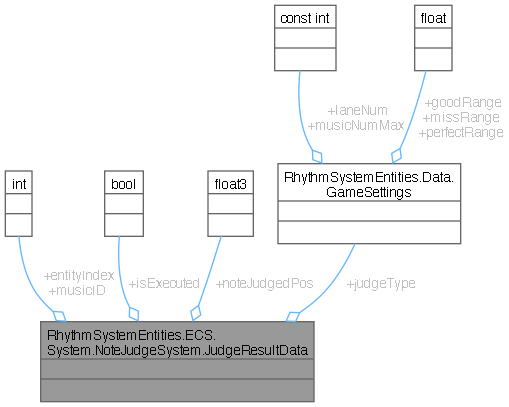 const int
float
+laneNum
+musicNumMax
+goodRange
+missRange
+perfectRange
int
bool
float3
RhythmSystemEntities.Data.
GameSettings
+entityIndex
+musicID
+isExecuted
+noteJudgedPos
+judgeType
RhythmSystemEntities.ECS.
System.NoteJudgeSystem.JudgeResultData